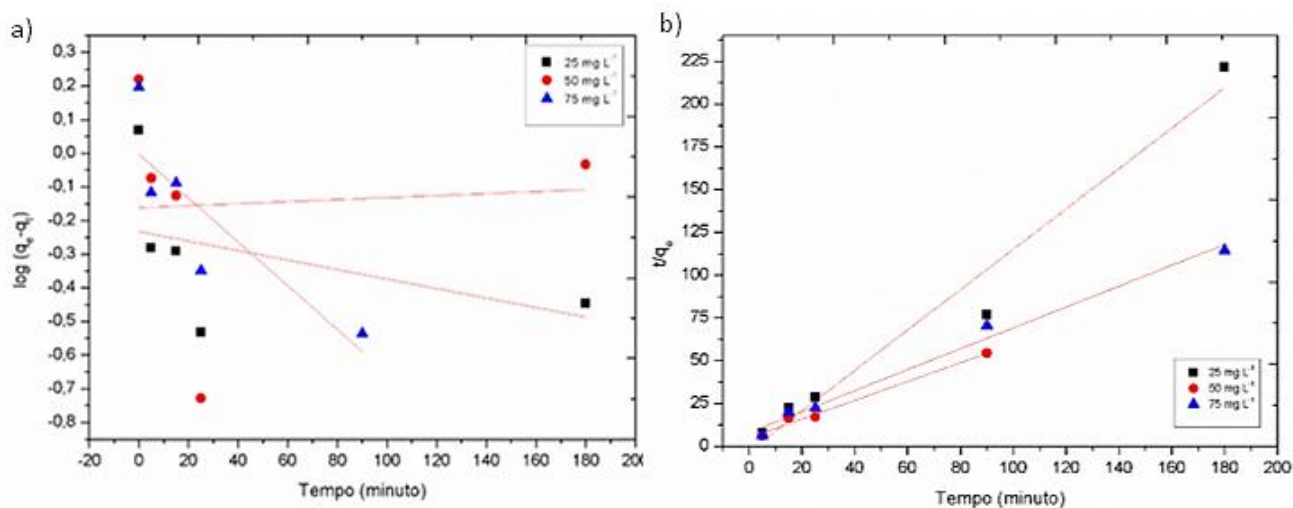 a)
0,3
0,2
0,1
0,0
-0,1
-0,2
-0,3
-0,4
-0,5
-0,6
-0,7
-0,8
log (qe-qt)
25 mg L-1
50 mg L-1
75 mg L-1
-20 0 20 40 60 80 100 120 140 160 180 200
Tempo (minuto)
b)
225
200
175
150
125
100
75
50
25
0
t/qe
25 mg L
50 mg L
75 mg L
0 20 40 60 80 100 120 140 160 180 200
Tempo (minuto)